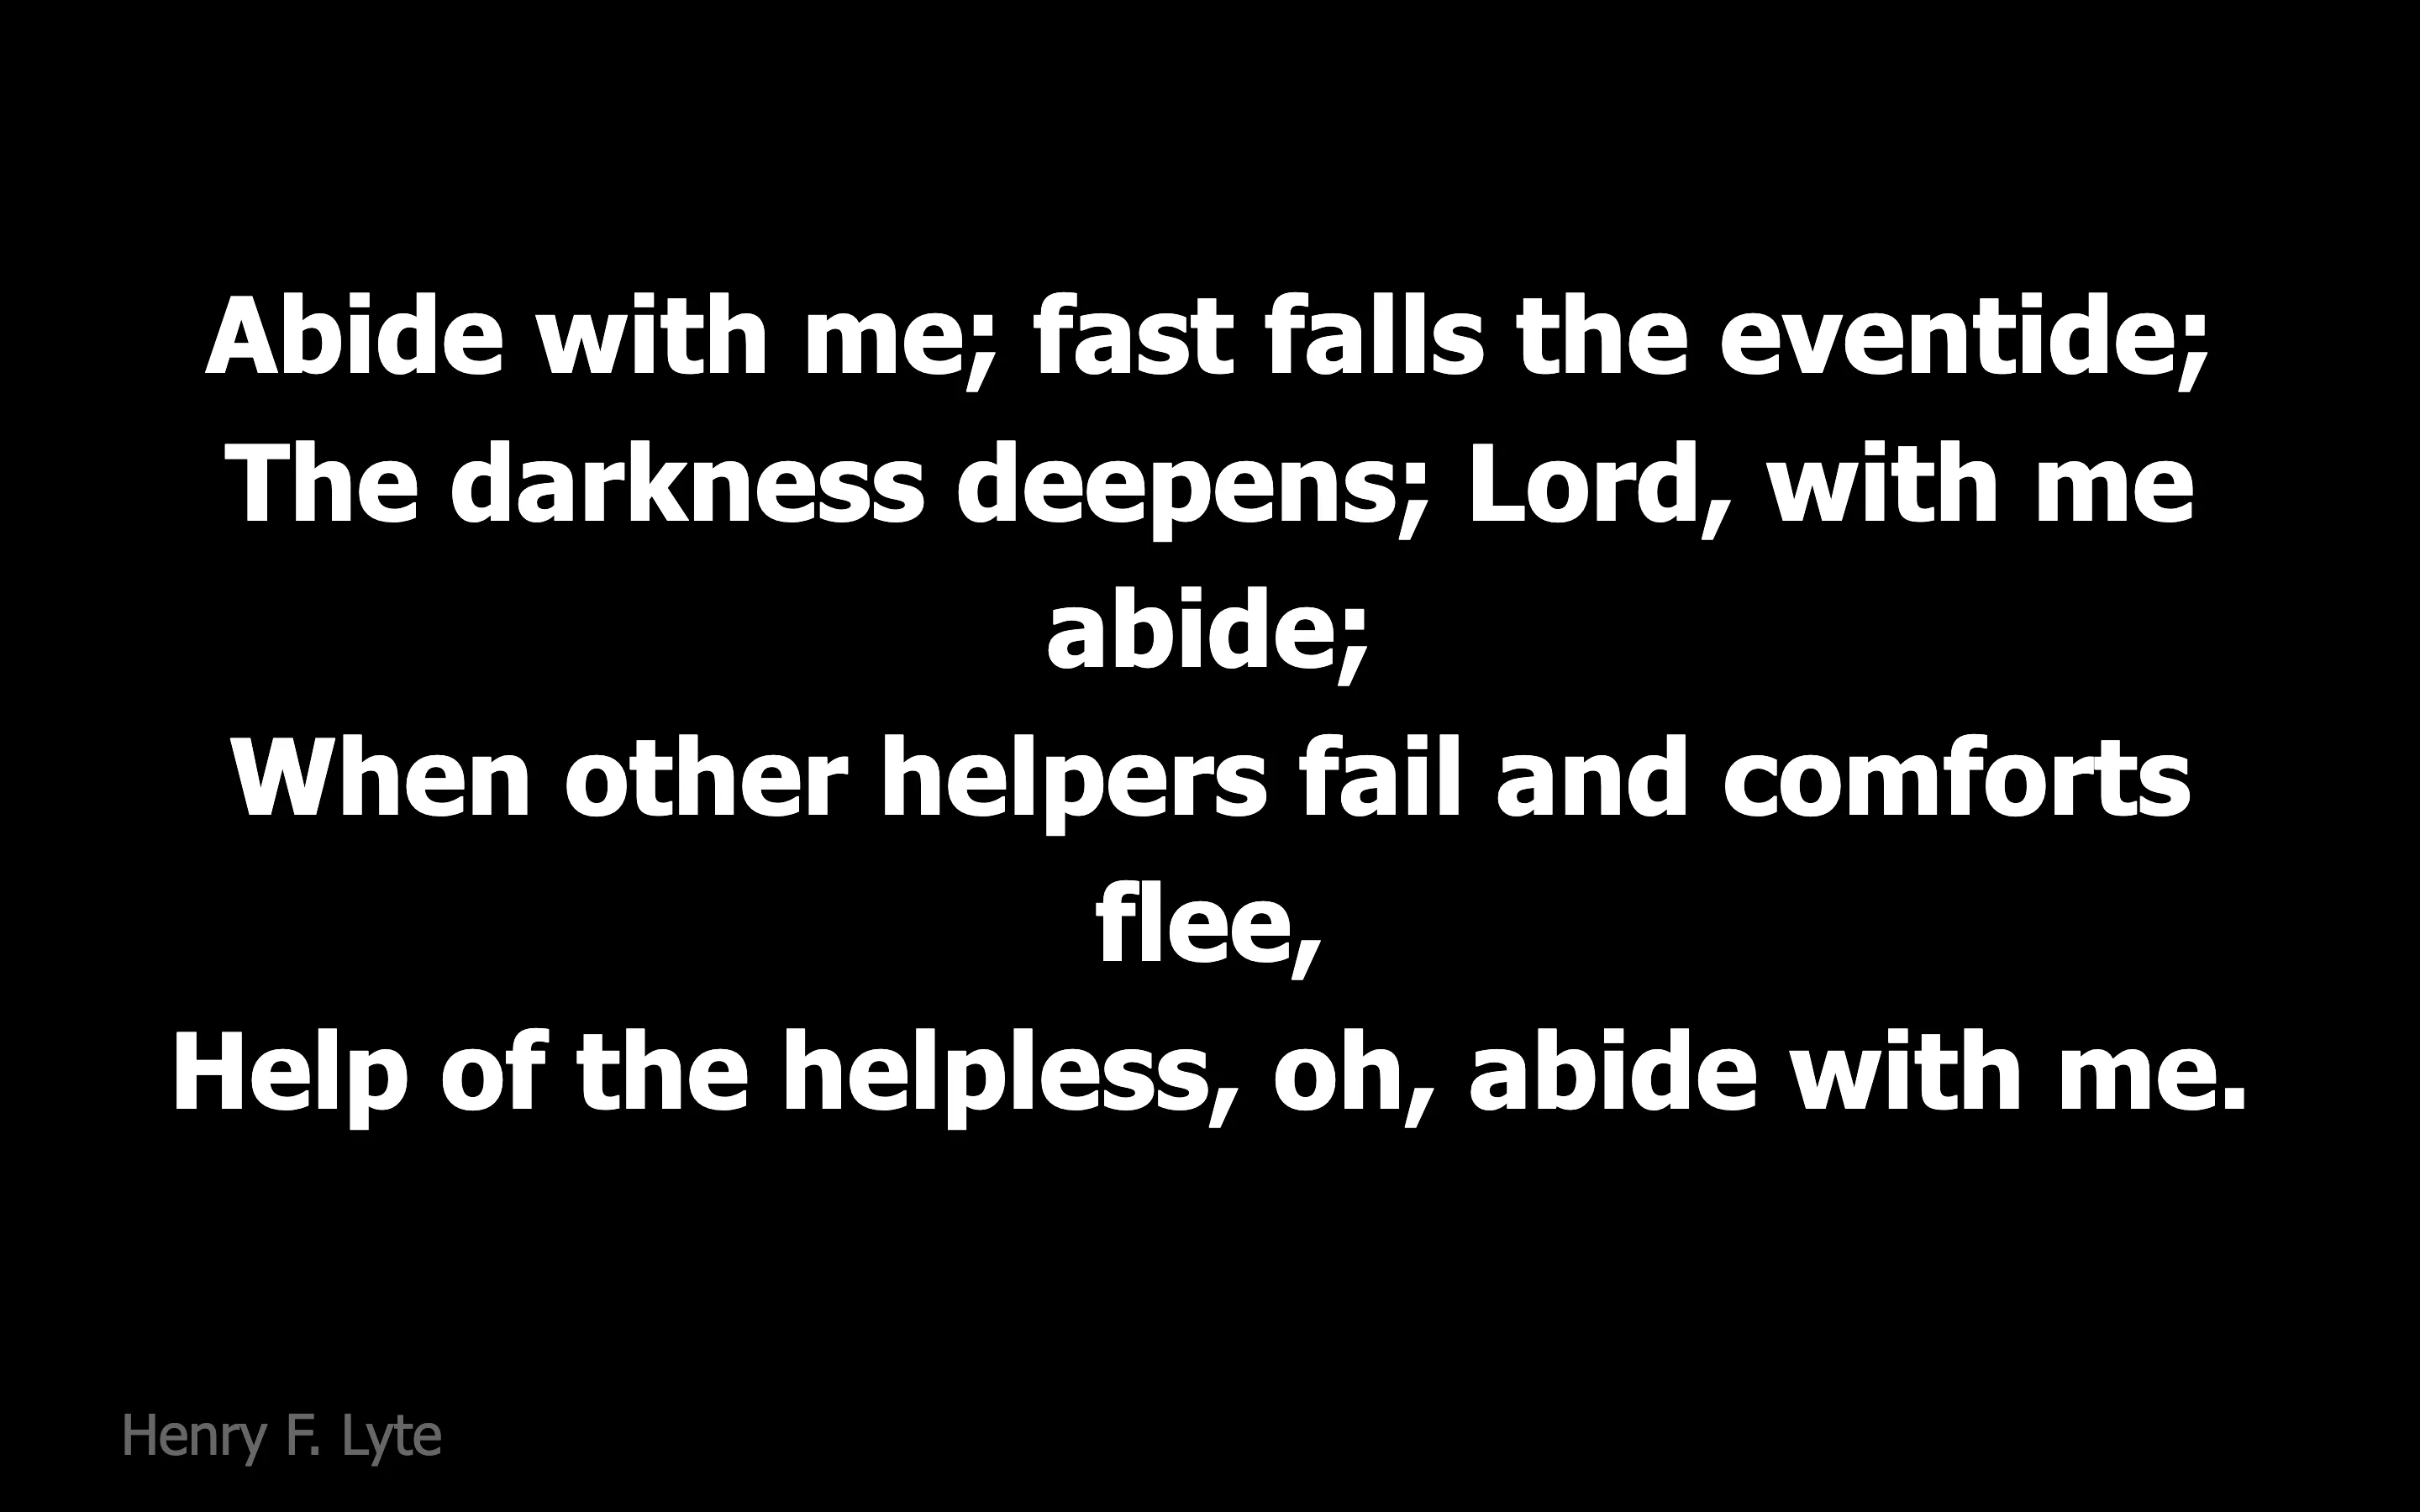 Abide with me; fast falls the eventide;
The darkness deepens; Lord, with me
abide;
When other helpers fail and comforts
flee,
Help of the helpless, oh, abide with me.
Henry F. Lyte